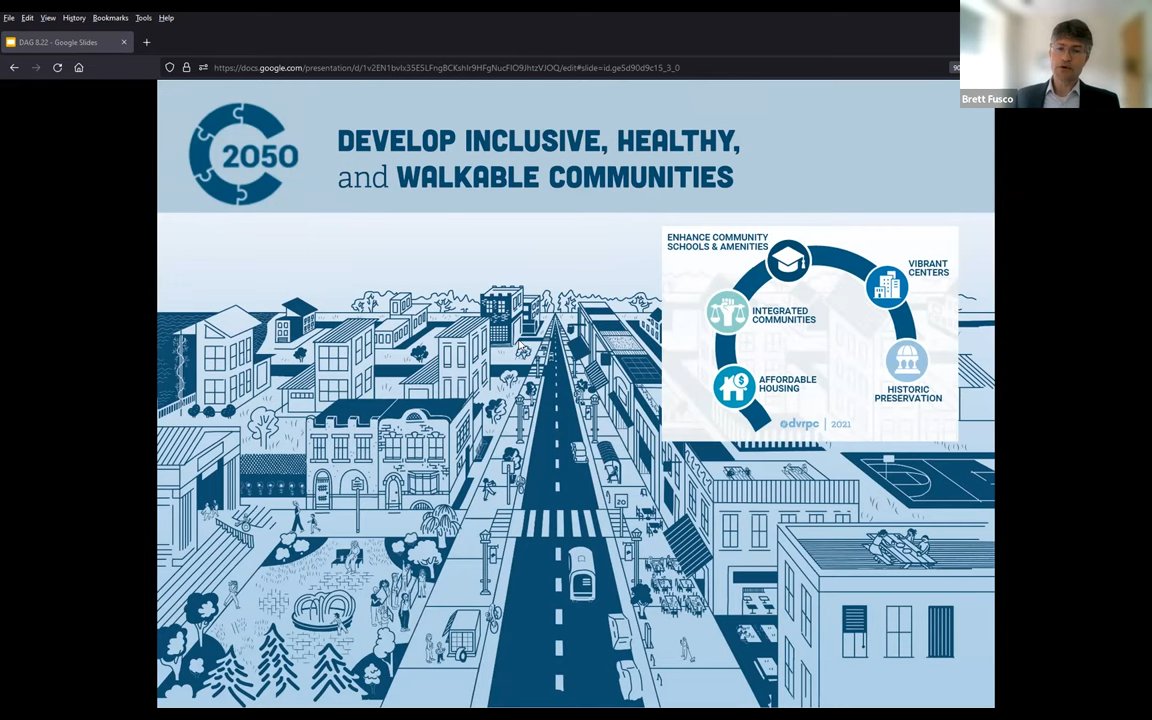 File Edit View History Bookmarks Tools Help
DAG 8.22 - Google Slides
Brett Fusco
2050
DEVELOP INCLUSIVE, HEALTHY,
and WALKABLE COMMUNITIES
ENHANCE COMMUNITY
SCHOOLS & AMENITIES
VIBRANT
CENTERS
INTEGRATED
COMMUNITIES
AFFORDABLE
HOUSING
HISTORIC
PRESERVATION
dvrpc | 2021
20